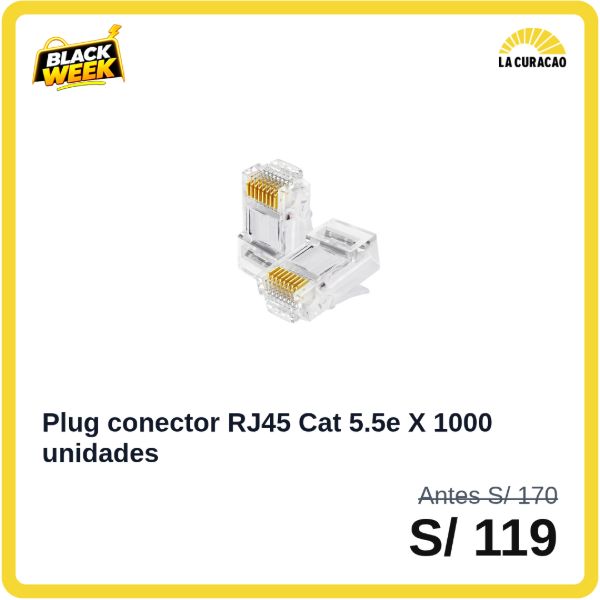 BLACK
WEEK
LA CURACAO
Plug conector RJ45 Cat 5.5e X 1000
unidades
Antes S/ 170
S/ 119